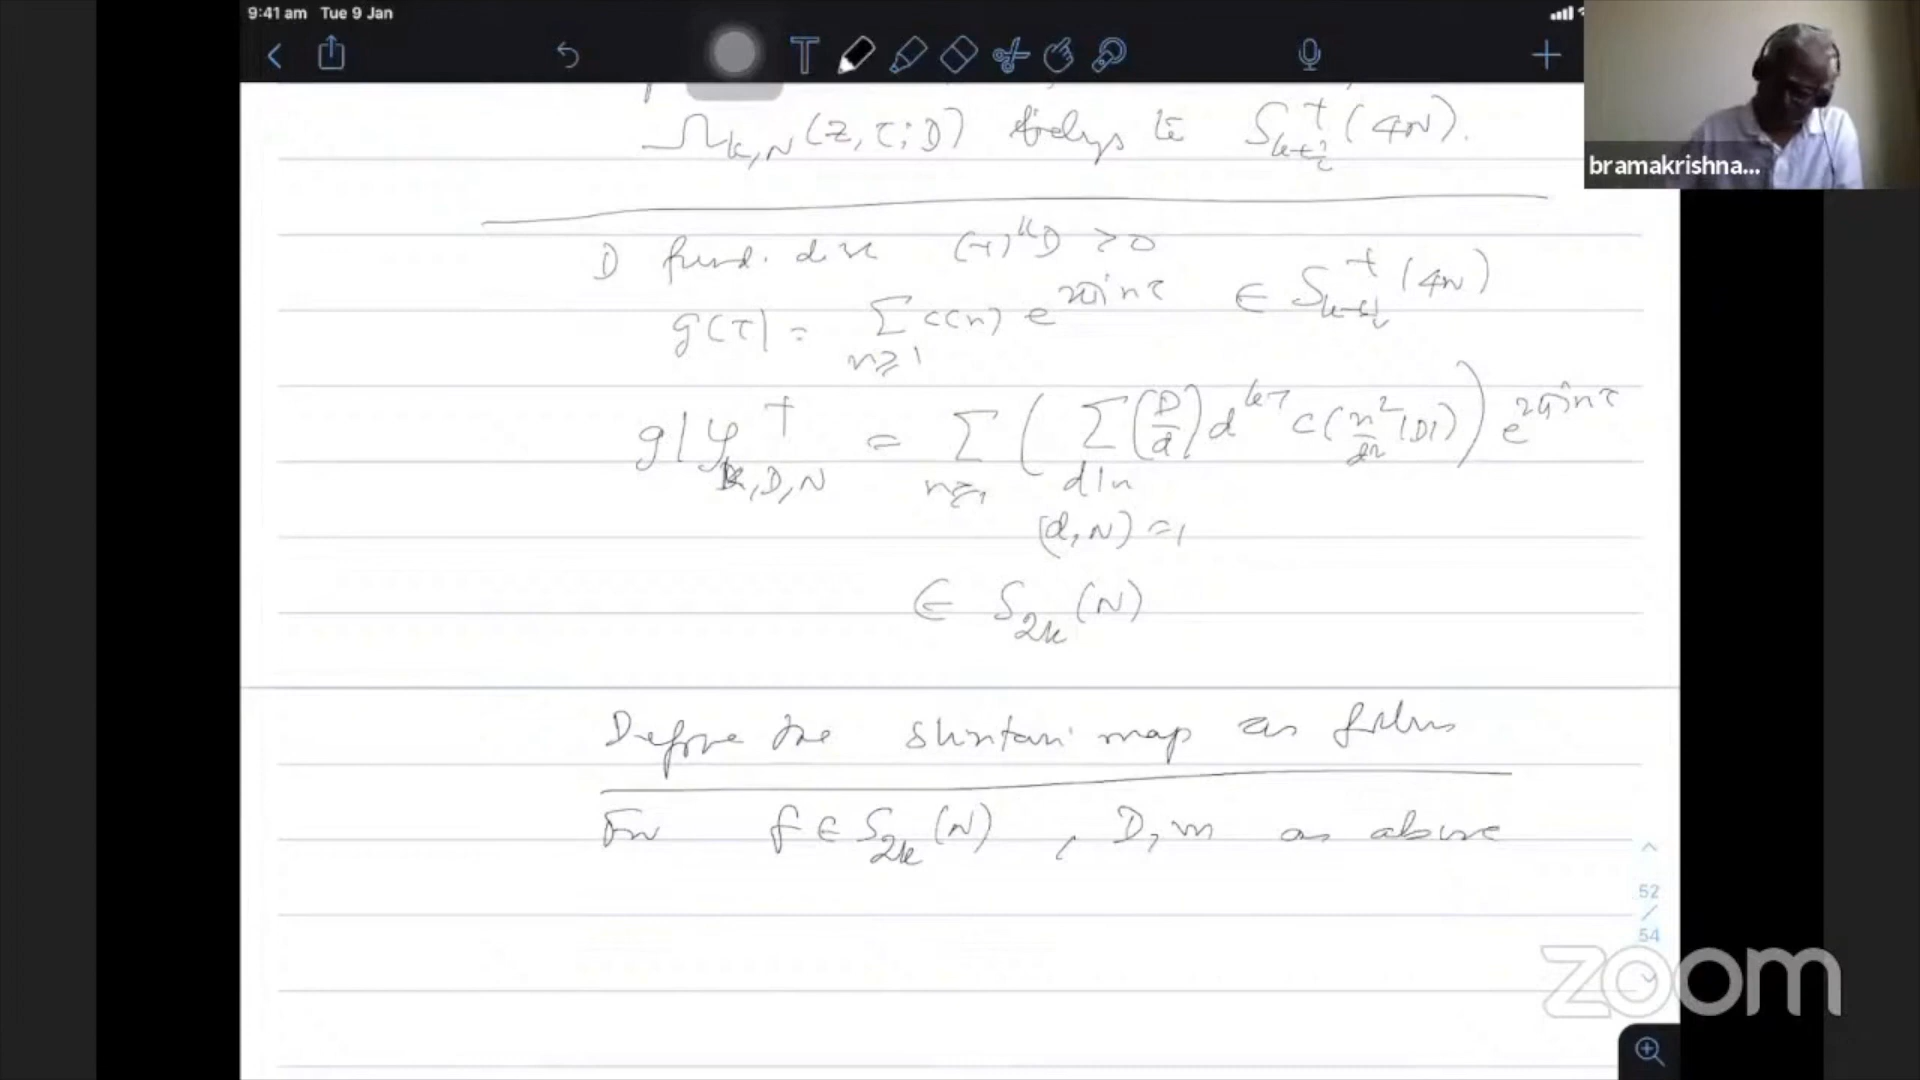 9:41 am Tue 9 Jan
bramakrishna...
Ω_{k,N}(z, τ; D) belongs to S^+_{k+1/2}(4N).
D fund. disc (-1)^k D > 0
g(τ) = Σ_{n≥1} c(n) e^{2πinτ} ∈ S^+_{k+1/2}(4N)
g|φ^+_{k,D,N} = Σ_{n≥1} ( Σ_{d|n} (D/d) d^{k-1} c(n²/d² |D|) ) e^{2πinτ}
(d,N)=1
∈ S_{2k}(N)
Define the Shintani map as follows
For f ∈ S_{2k}(N), D, m as above
52
/
54
zoom